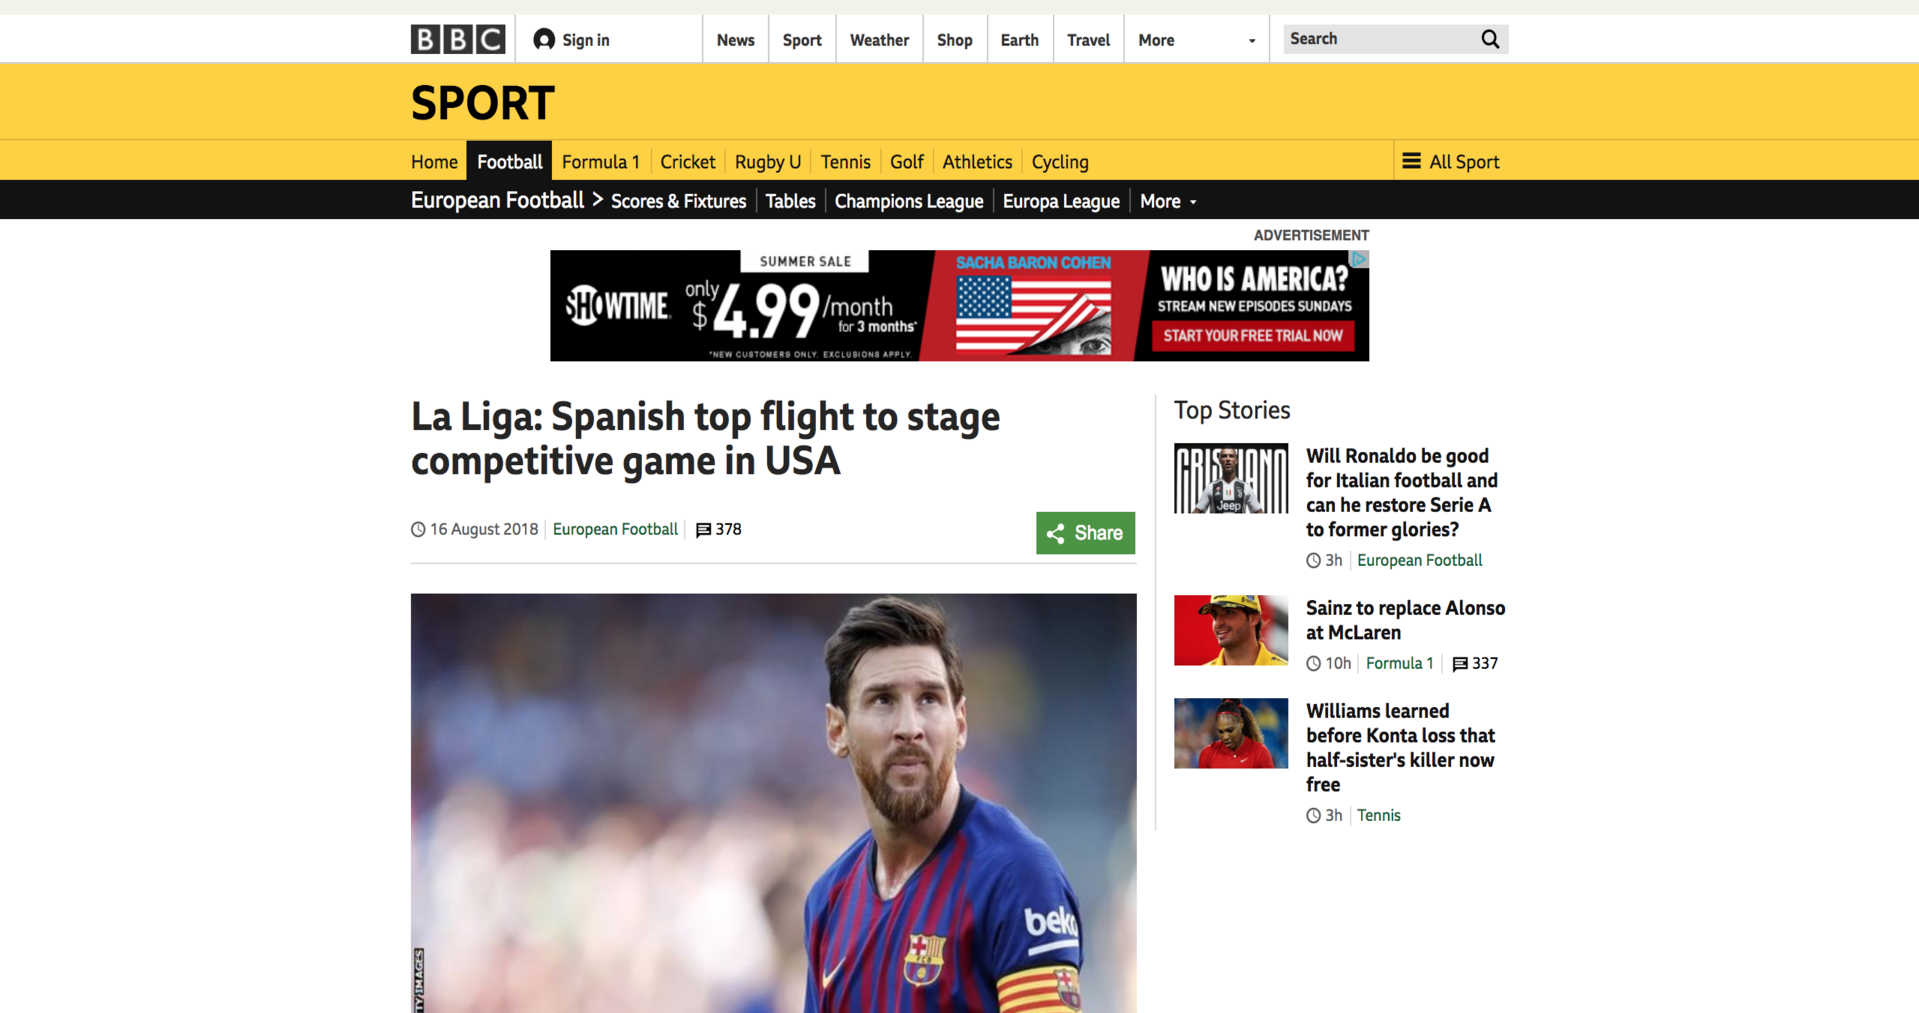 BBC
Sign in
News
Sport
Weather
Shop
Earth
Travel
More
Search
SPORT
Home
Football
Formula 1
Cricket
Rugby U
Tennis
Golf
Athletics
Cycling
All Sport
European Football >
Scores & Fixtures
Tables
Champions League
Europa League
More
ADVERTISEMENT
SHOWTIME
SUMMER SALE
only
$4.99/month
for 3 months*
*NEW CUSTOMERS ONLY. EXCLUSIONS APPLY.
SACHA BARON COHEN
WHO IS AMERICA?
STREAM NEW EPISODES SUNDAYS
START YOUR FREE TRIAL NOW
La Liga: Spanish top flight to stage
competitive game in USA
16 August 2018
European Football
378
Share
beko
TY IMAGES
Top Stories
CRISTIANO
Jeep
Will Ronaldo be good
for Italian football and
can he restore Serie A
to former glories?
3h
European Football
Sainz to replace Alonso
at McLaren
10h
Formula 1
337
Williams learned
before Konta loss that
half-sister's killer now
free
3h
Tennis